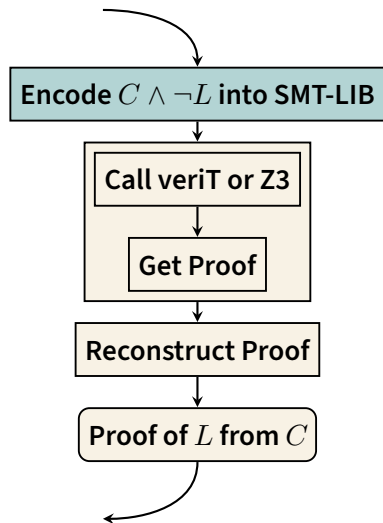 Encode C ∧ ¬L into SMT-LIB
Call veriT or Z3
Get Proof
Reconstruct Proof
Proof of L from C